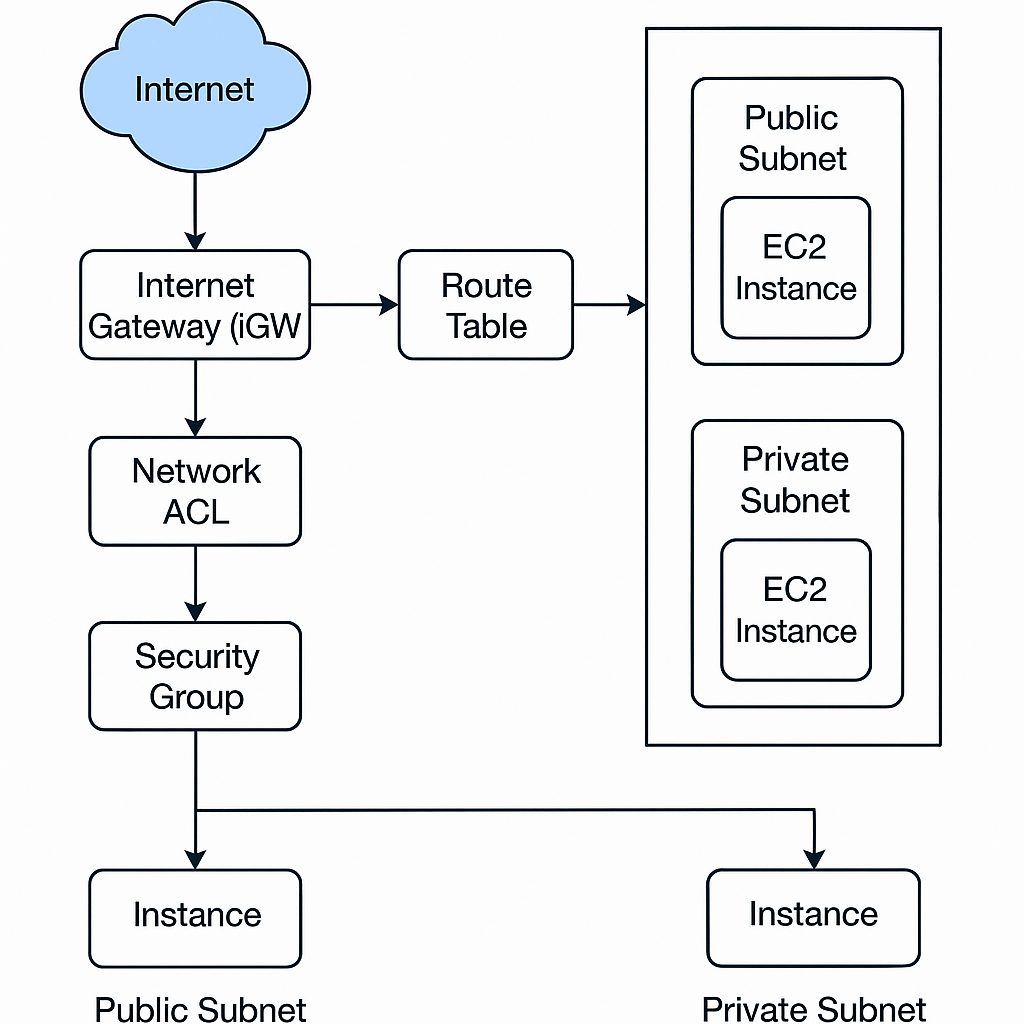 Internet
Internet
Gateway (iGW
Route
Table
Network
ACL
Security
Group
Public
Subnet
EC2
Instance
Private
Subnet
EC2
Instance
Instance
Public Subnet
Instance
Private Subnet